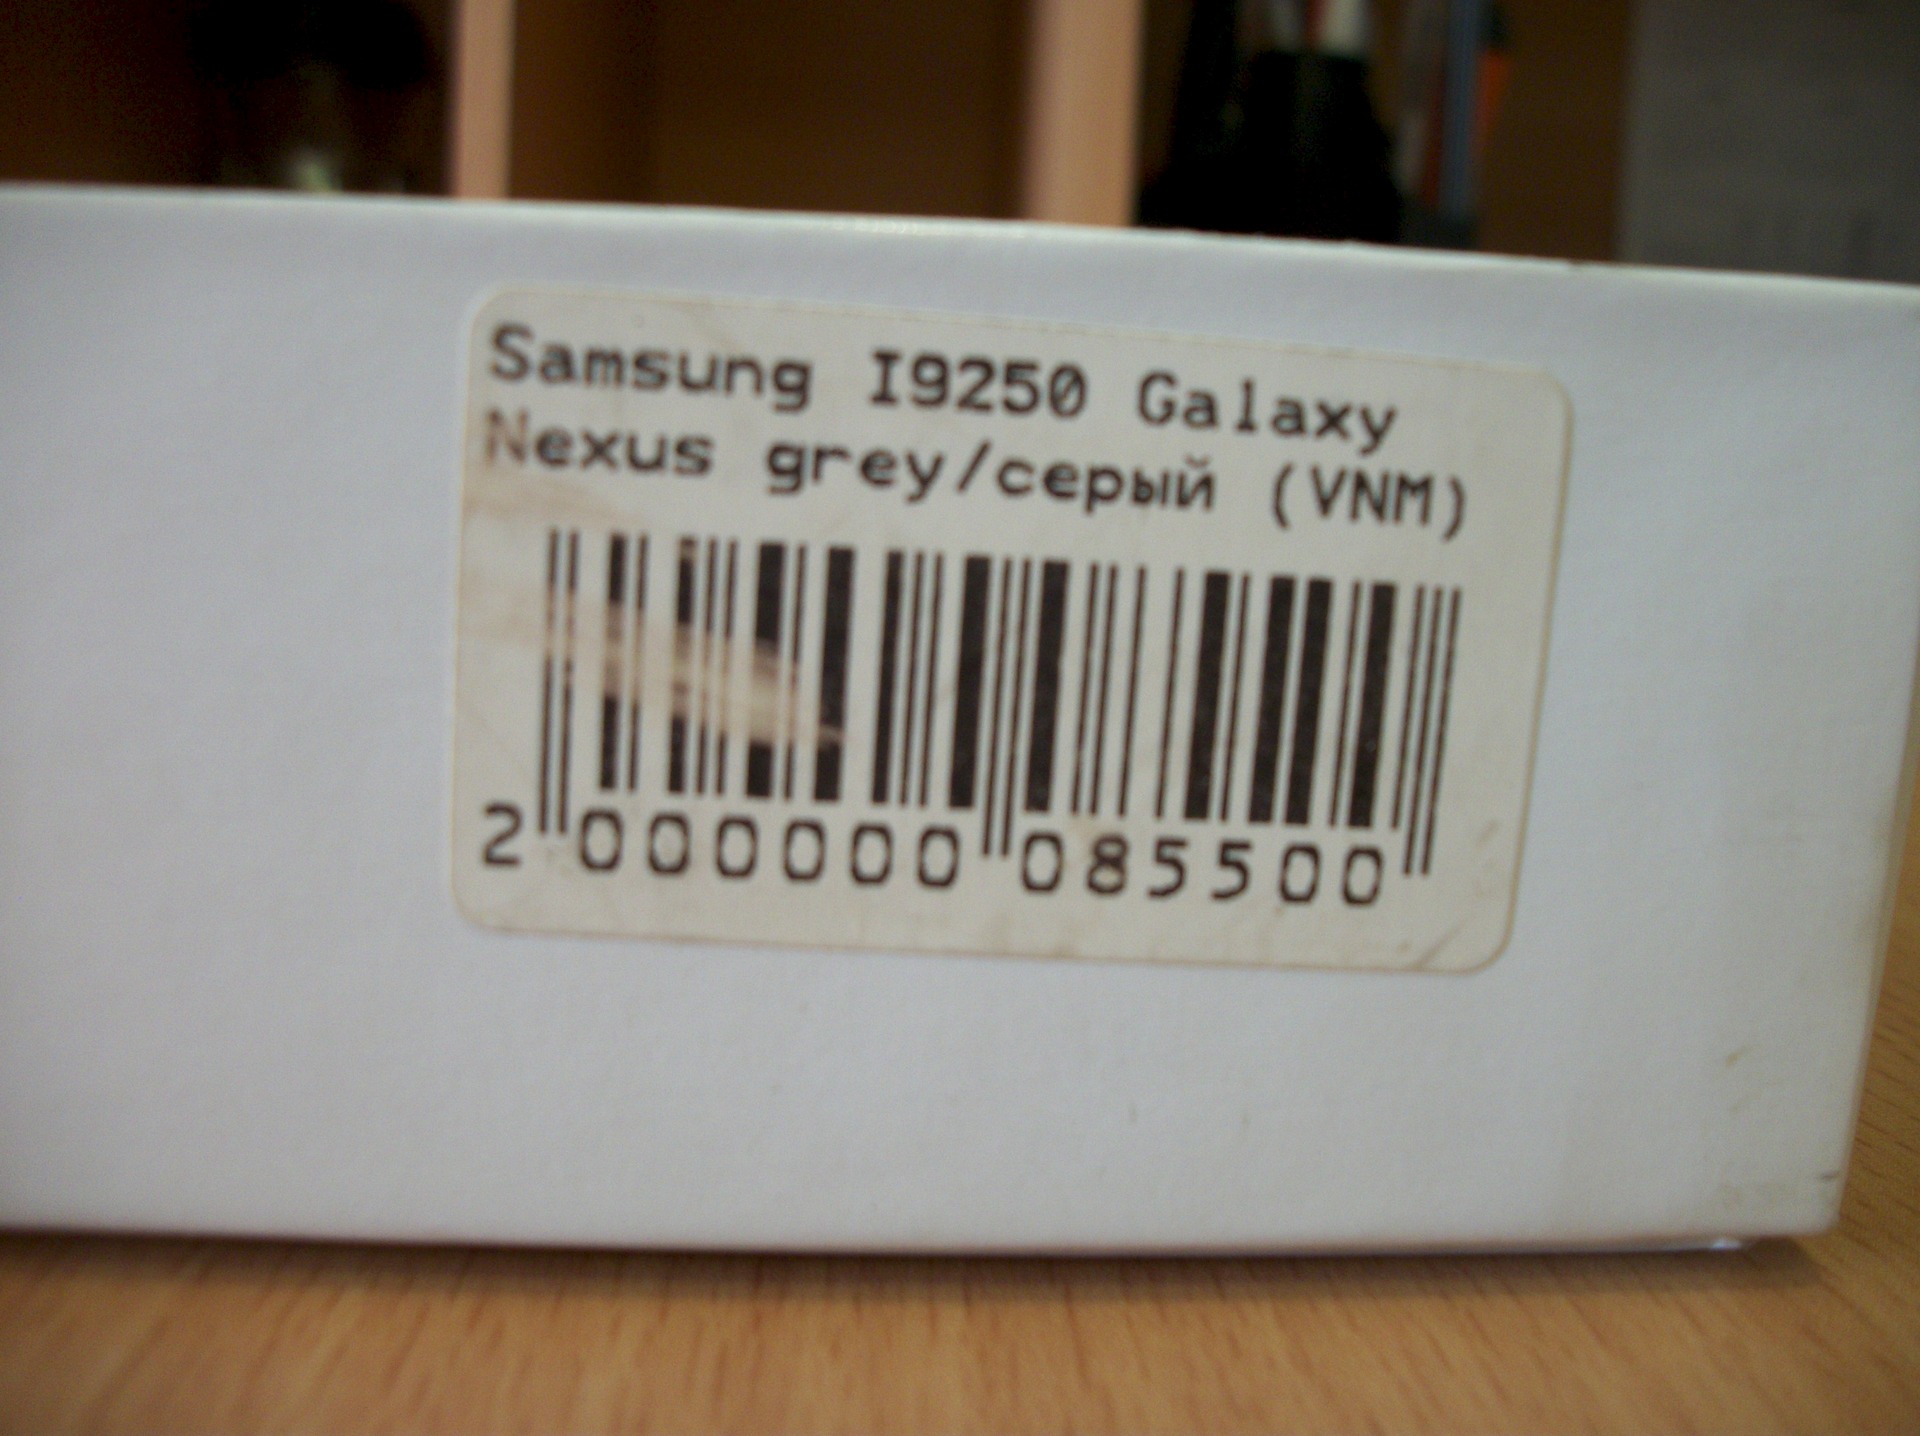 Samsung I9250 Galaxy
Nexus grey/серый (VNM)
2 000000 085500